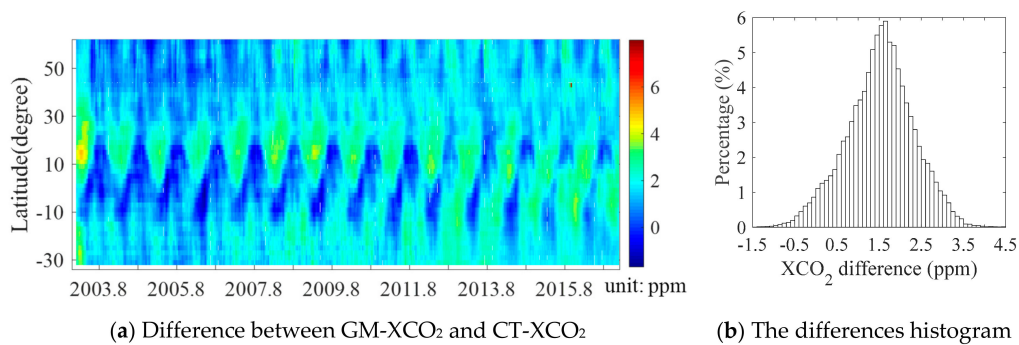 Latitude(degree)
50
30
10
-10
-30
2003.8 2005.8 2007.8 2009.8 2011.8 2013.8 2015.8
6
4
2
0
unit: ppm
(a) Difference between GM-XCO₂ and CT-XCO₂
Percentage (%)
6
5
4
3
2
1
0
-1.5 -0.5 0.5 1.5 2.5 3.5 4.5
XCO₂ difference (ppm)
(b) The differences histogram